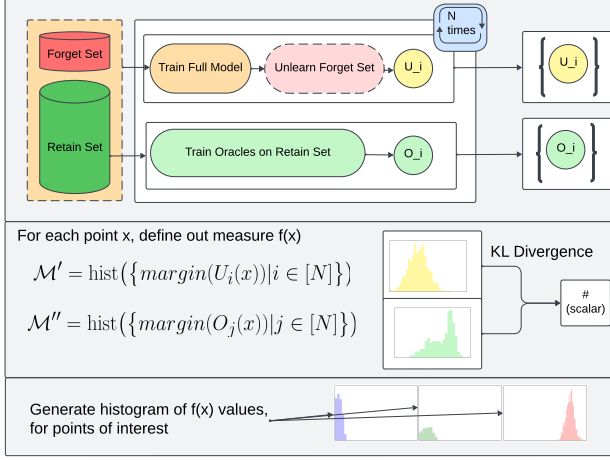 N
times
Forget Set
Train Full Model
Unlearn Forget Set
U_i
{ U_i }
Retain Set
Train Oracles on Retain Set
O_i
{ O_i }
For each point x, define out measure f(x)
KL Divergence
ℳ′ = hist({margin(U_i(x))|i ∈ [N]})
ℳ″ = hist({margin(O_j(x))|j ∈ [N]})
#
(scalar)
Generate histogram of f(x) values,
for points of interest